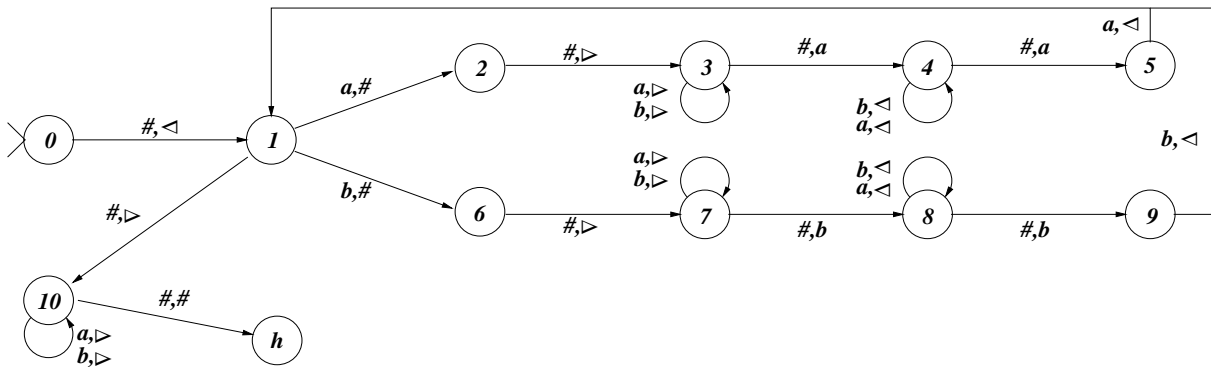 a,◁
2
#,▷
3
#,a
4
#,a
5
a,#
a,▷
b,▷
b,◁
a,◁
0
#,◁
1
b,◁
a,▷
b,▷
b,◁
a,◁
b,#
6
#,▷
7
#,b
8
#,b
9
#,▷
10
#,#
h
a,▷
b,▷